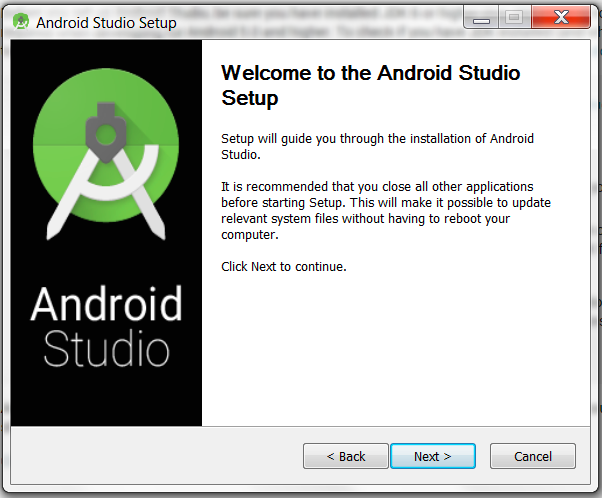 Android Studio Setup
Welcome to the Android Studio
Setup
Setup will guide you through the installation of Android
Studio.
It is recommended that you close all other applications
before starting Setup. This will make it possible to update
relevant system files without having to reboot your
computer.
Click Next to continue.
Android
Studio
< Back
Next >
Cancel